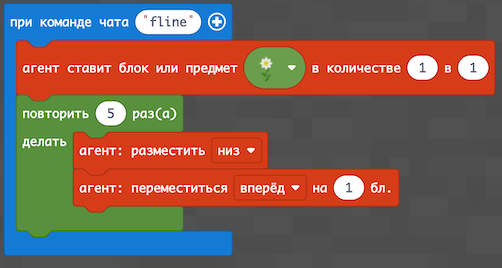 при команде чата "fline"
агент ставит блок или предмет в количестве 1 в 1
повторить 5 раз(а)
делать
агент: разместить низ
агент: переместиться вперёд на 1 бл.